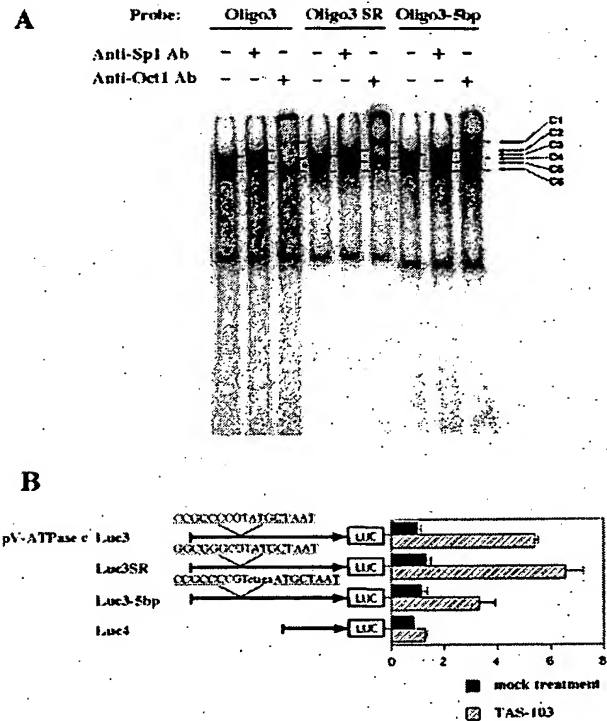 A
Probe: Oligo3 Oligo3 SR Oligo3-5bp
Anti-Sp1 Ab - + - - + - - + -
Anti-Oct1 Ab - - + - - + - - +
C1
C2
C3
C4
C5
C6
B
CCGCCCCGTATGCTAAT
pV-ATPase c' Luc3 LUC
GGCGGGCGTATGCTAAT
Luc3SR LUC
Luc3-5bp LUC
Luc4 LUC
0 2 4 6 8
mock treatment
TAS-103